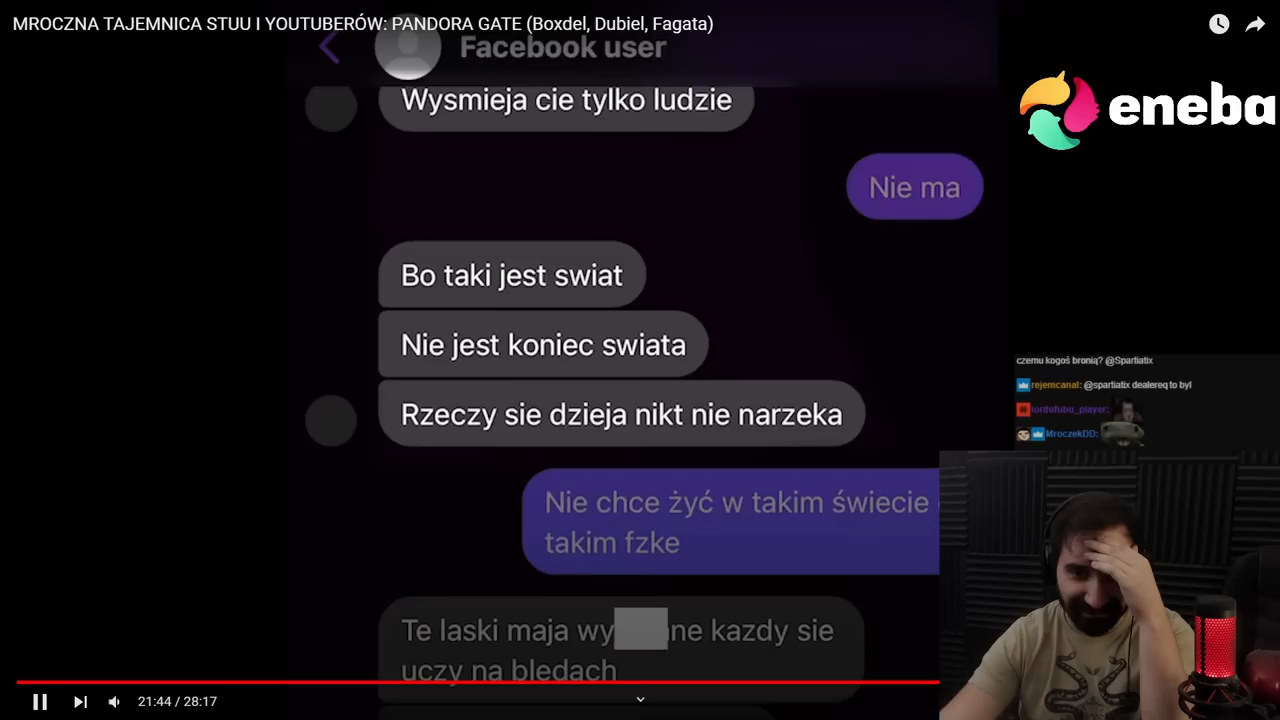 MROCZNA TAJEMNICA STUU I YOUTUBERÓW: PANDORA GATE (Boxdel, Dubiel, Fagata)
Facebook user
Wysmieja cie tylko ludzie
eneba
Nie ma
Bo taki jest swiat
Nie jest koniec swiata
czemu kogoś bronią? @Spartiatix
rejemcanal: @spartiatix dealereq to byl
lordufubu_player:
MroczekDD:
Rzeczy sie dzieja nikt nie narzeka
Nie chce żyć w takim świecie
takim fzke
Te laski maja wy ne kazdy sie
uczy na bledach
21:44 / 28:17